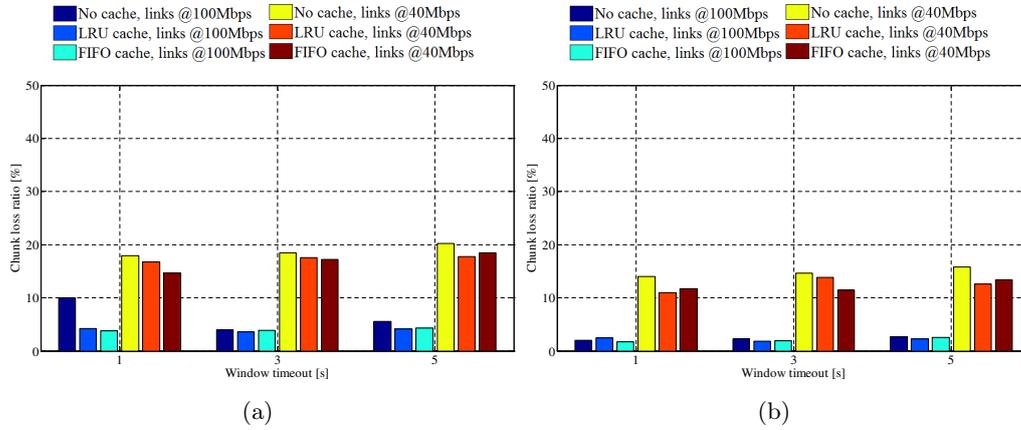 No cache, links @100Mbps No cache, links @40Mbps
LRU cache, links @100Mbps LRU cache, links @40Mbps
FIFO cache, links @100Mbps FIFO cache, links @40Mbps
50
40
30
20
10
0
Chunk loss ratio [%]
1 3 5
Window timeout [s]
(a)
No cache, links @100Mbps No cache, links @40Mbps
LRU cache, links @100Mbps LRU cache, links @40Mbps
FIFO cache, links @100Mbps FIFO cache, links @40Mbps
50
40
30
20
10
0
Chunk loss ratio [%]
1 3 5
Window timeout [s]
(b)